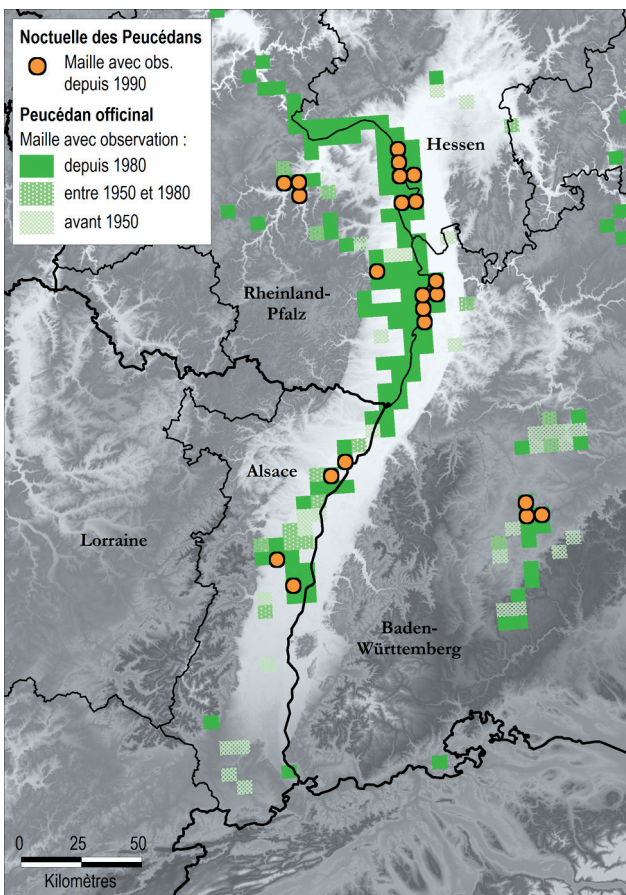 Noctuelle des Peucédans
Maille avec obs.
depuis 1990
Peucédan officinal
Maille avec observation :
depuis 1980
entre 1950 et 1980
avant 1950
Hessen
Rheinland-
Pfalz
Alsace
Lorraine
Baden-
Württemberg
0 25 50
Kilomètres